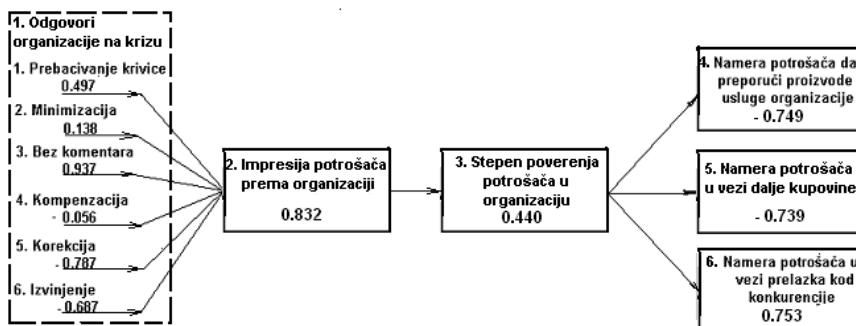 1. Odgovori
organizacije na krizu
1. Prebacivanje krivice
0.497
2. Minimizacija
0.138
3. Bez komentara
0.937
4. Kompenzacija
- 0.056
5. Korekcija
- 0.787
6. Izvinjenje
- 0.687
2. Impresija potrošača
prema organizaciji
0.832
3. Stepen poverenja
potrošača u
organizaciju
0.440
4. Namera potrošača da
preporući proizvode
usluge organizacije
- 0.749
5. Namera potrošača
u vezi dalje kupovine
- 0.739
6. Namera potrošača u
vezi prelazka kod
konkurencije
0.753